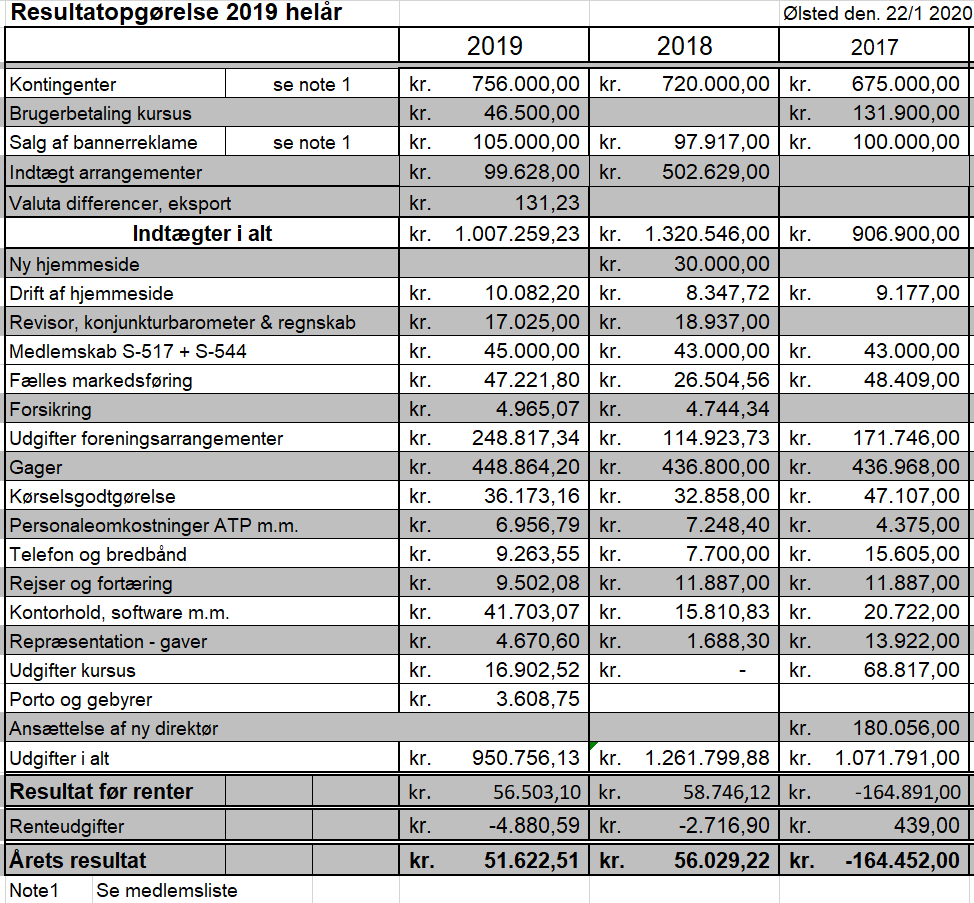 Resultatopgørelse 2019 helår Ølsted den. 22/1 2020
2019 2018 2017
Kontingenter se note 1 kr. 756.000,00 kr. 720.000,00 kr. 675.000,00
Brugerbetaling kursus kr. 46.500,00 kr. 131.900,00
Salg af bannerreklame se note 1 kr. 105.000,00 kr. 97.917,00 kr. 100.000,00
Indtægt arrangementer kr. 99.628,00 kr. 502.629,00
Valuta differencer, eksport kr. 131,23
Indtægter i alt kr. 1.007.259,23 kr. 1.320.546,00 kr. 906.900,00
Ny hjemmeside kr. 30.000,00
Drift af hjemmeside kr. 10.082,20 kr. 8.347,72 kr. 9.177,00
Revisor, konjunkturbarometer & regnskab kr. 17.025,00 kr. 18.937,00
Medlemskab S-517 + S-544 kr. 45.000,00 kr. 43.000,00 kr. 43.000,00
Fælles markedsføring kr. 47.221,80 kr. 26.504,56 kr. 48.409,00
Forsikring kr. 4.965,07 kr. 4.744,34
Udgifter foreningsarrangementer kr. 248.817,34 kr. 114.923,73 kr. 171.746,00
Gager kr. 448.864,20 kr. 436.800,00 kr. 436.968,00
Kørselsgodtgørelse kr. 36.173,16 kr. 32.858,00 kr. 47.107,00
Personaleomkostninger ATP m.m. kr. 6.956,79 kr. 7.248,40 kr. 4.375,00
Telefon og bredbånd kr. 9.263,55 kr. 7.700,00 kr. 15.605,00
Rejser og fortæring kr. 9.502,08 kr. 11.887,00 kr. 11.887,00
Kontorhold, software m.m. kr. 41.703,07 kr. 15.810,83 kr. 20.722,00
Repræsentation - gaver kr. 4.670,60 kr. 1.688,30 kr. 13.922,00
Udgifter kursus kr. 16.902,52 kr. - kr. 68.817,00
Porto og gebyrer kr. 3.608,75
Ansættelse af ny direktør kr. 180.056,00
Udgifter i alt kr. 950.756,13 kr. 1.261.799,88 kr. 1.071.791,00
Resultat før renter kr. 56.503,10 kr. 58.746,12 kr. -164.891,00
Renteudgifter kr. -4.880,59 kr. -2.716,90 kr. 439,00
Årets resultat kr. 51.622,51 kr. 56.029,22 kr. -164.452,00
Note1 Se medlemsliste